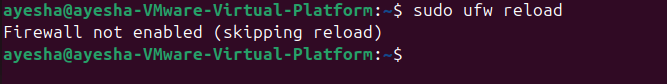 ayesha@ayesha-VMware-Virtual-Platform:~$ sudo ufw reload
Firewall not enabled (skipping reload)
ayesha@ayesha-VMware-Virtual-Platform:~$